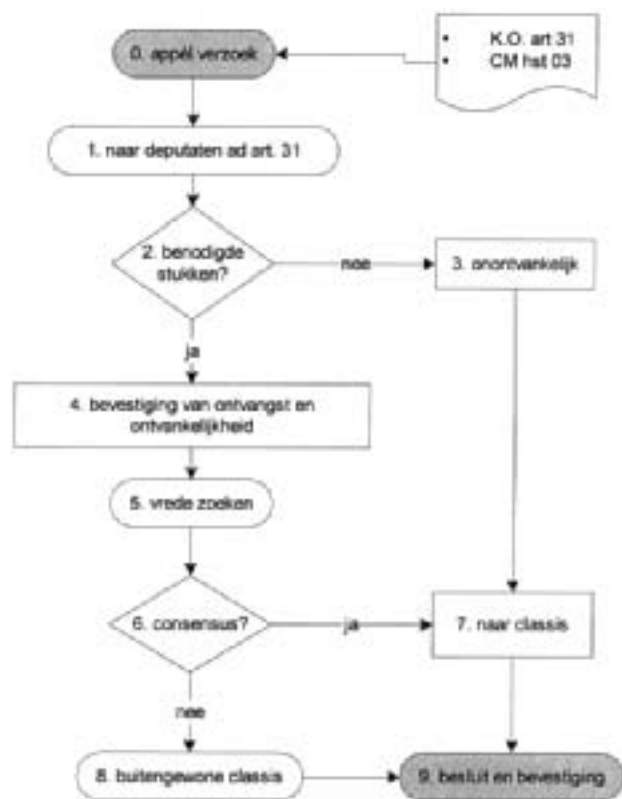 0. appèl verzoek
• K.O. art 31
• CM hst 03
1. naar deputaten ad art. 31
2. benodigde
stukken?
nee
3. onontvankelijk
ja
4. bevestiging van ontvangst en
ontvankelijkheid
5. vrede zoeken
6. consensus?
ja
7. naar classis
nee
8. buitengewone classis
9. besluit en bevestiging